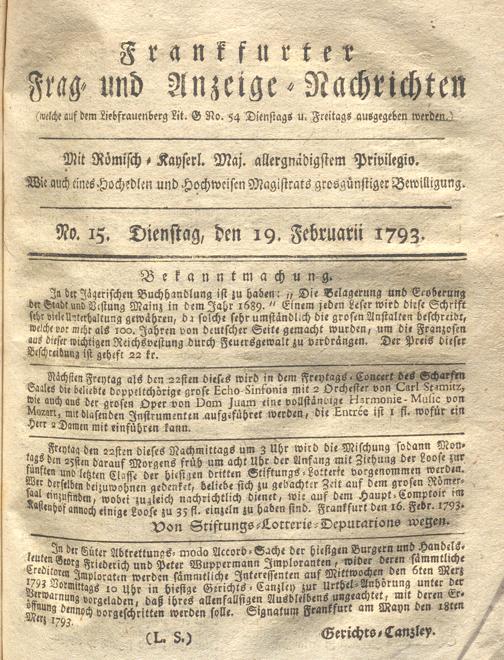 Frankfurter
Frag- und Anzeige-Nachrichten
(welche auf dem Liebfrauenberg Lit. G No. 54 Dienstags u. Freitags ausgegeben werden.)
Mit Römisch-Kayserl. Maj. allergnädigstem Privilegio.
Wie auch eines Hochedlen und Hochweisen Magistrats grosgünstiger Bewilligung.
No. 15. Dienstag, den 19. Februarii 1793.
Bekanntmachung.
In der Jägerischen Buchhandlung ist zu haben: „Die Belagerung und Eroberung
der Stadt und Vestung Mainz in dem Jahr 1689." Einem jeden Leser wird diese Schrift
sehr viele Unterhaltung gewähren, da solche sehr umständlich die grosen Anstalten beschreibt,
welche vor mehr als 100. Jahren von deutscher Seite gemacht wurden, um die Franzosen
aus dieser wichtigen Reichsvestung durch Feuersgewalt zu verdrängen. Der Preis dieser
Beschreibung ist geheft 22 kr.
Nächsten Freytag als den 22sten dieses wird in dem Freytags-Concert des Scharfen
Saales die beliebte doppeltchörige grose Echo-Sinfonia mit 2 Orchester von Carl Stamitz,
wie auch aus der grosen Oper von Dom Juam eine vollständige Harmonie-Music von
Mozart, mit blasenden Instrumenten aufgeführet werden, die Entrée ist 1 fl. wofür ein
Herr 2 Damen mit einführen kann.
Freytag den 22sten dieses Nachmittags um 3 Uhr wird die Mischung sodann Mon-
tags den 25sten darauf Morgens früh um acht Uhr der Anfang mit Ziehung der Loose zur
fünften und letzten Classe der hiesigen dritten Stiftungs-Lotterie vorgenommen werden.
Wer derselben beizuwohnen gedenket, beliebe sich zu gedachter Zeit auf dem grosen Römer-
saal einzufinden, wobei zugleich nachrichtlich dienet, wie auf dem Haupt-Comptoir im
Kastenhof annoch einige Loose zu 35 fl. einzeln zu haben sind. Frankfurt den 16. Febr. 1793.
Von Stiftungs-Lotterie-Deputations wegen.
In der Güter Abtrettungs- modo Accord-Sache der hiesigen Burgern und Handels-
leuten Georg Friederich und Peter Wuppermann Imploranten, wider deren sämmtliche
Creditoren Imploraten werden sämmtliche Interessenten auf Mittwochen den 6ten Merz
1793 Vormittags 10 Uhr in hiesige Gerichts-Canzley zur Urthel-Anhörung unter der
Verwarnung vorgeladen, daß ihres allenfallsigen Ausbleibens ungeachtet, mit deren Er-
öffnung dennoch vorgeschritten werden solle. Signatum Frankfurt am Mayn den 18ten
Merz 1793.
(L. S.) Gerichts-Canzley.